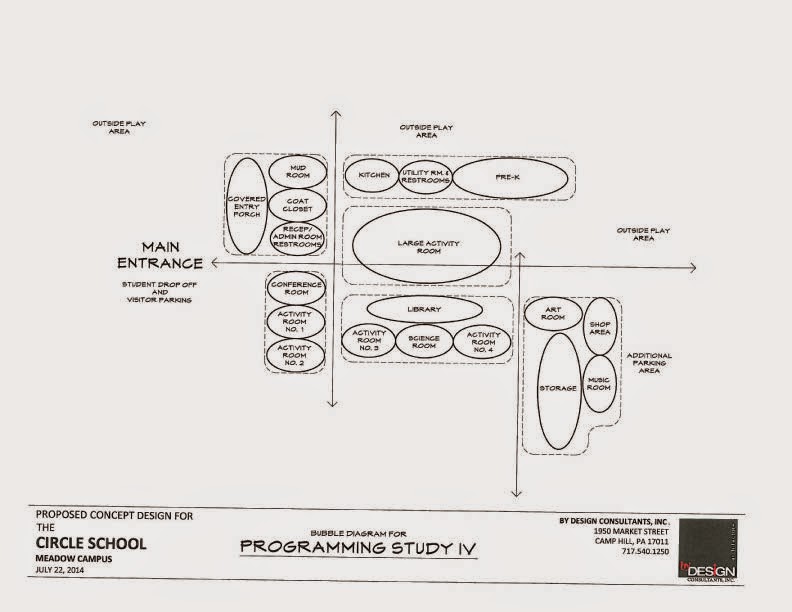 OUTSIDE PLAY
AREA
OUTSIDE PLAY
AREA
MUD
ROOM
COVERED
ENTRY
PORCH
COAT
CLOSET
RECEP/
ADMIN ROOM
RESTROOMS
KITCHEN
UTILITY RM. &
RESTROOMS
PRE-K
LARGE ACTIVITY
ROOM
OUTSIDE PLAY
AREA
MAIN
ENTRANCE
STUDENT DROP OFF
AND
VISITOR PARKING
CONFERENCE
ROOM
ACTIVITY
ROOM
NO. 1
ACTIVITY
ROOM
NO. 2
LIBRARY
ACTIVITY
ROOM
NO. 3
SCIENCE
ROOM
ACTIVITY
ROOM
NO. 4
ART
ROOM
SHOP
AREA
STORAGE
MUSIC
ROOM
ADDITIONAL
PARKING
AREA
PROPOSED CONCEPT DESIGN FOR
THE
CIRCLE SCHOOL
MEADOW CAMPUS
JULY 22, 2014
BUBBLE DIAGRAM FOR
PROGRAMMING STUDY IV
BY DESIGN CONSULTANTS, INC.
1950 MARKET STREET
CAMP HILL, PA 17011
717.540.1250
by
DESIGN
CONSULTANTS, INC.